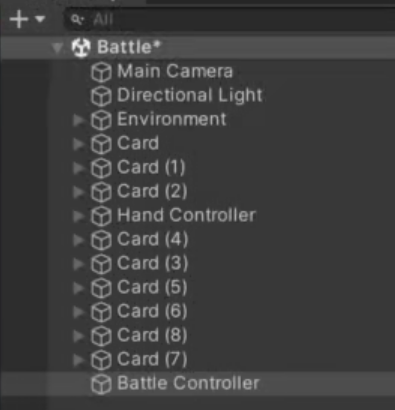 All
Battle*
Main Camera
Directional Light
Environment
Card
Card (1)
Card (2)
Hand Controller
Card (4)
Card (3)
Card (5)
Card (6)
Card (8)
Card (7)
Battle Controller